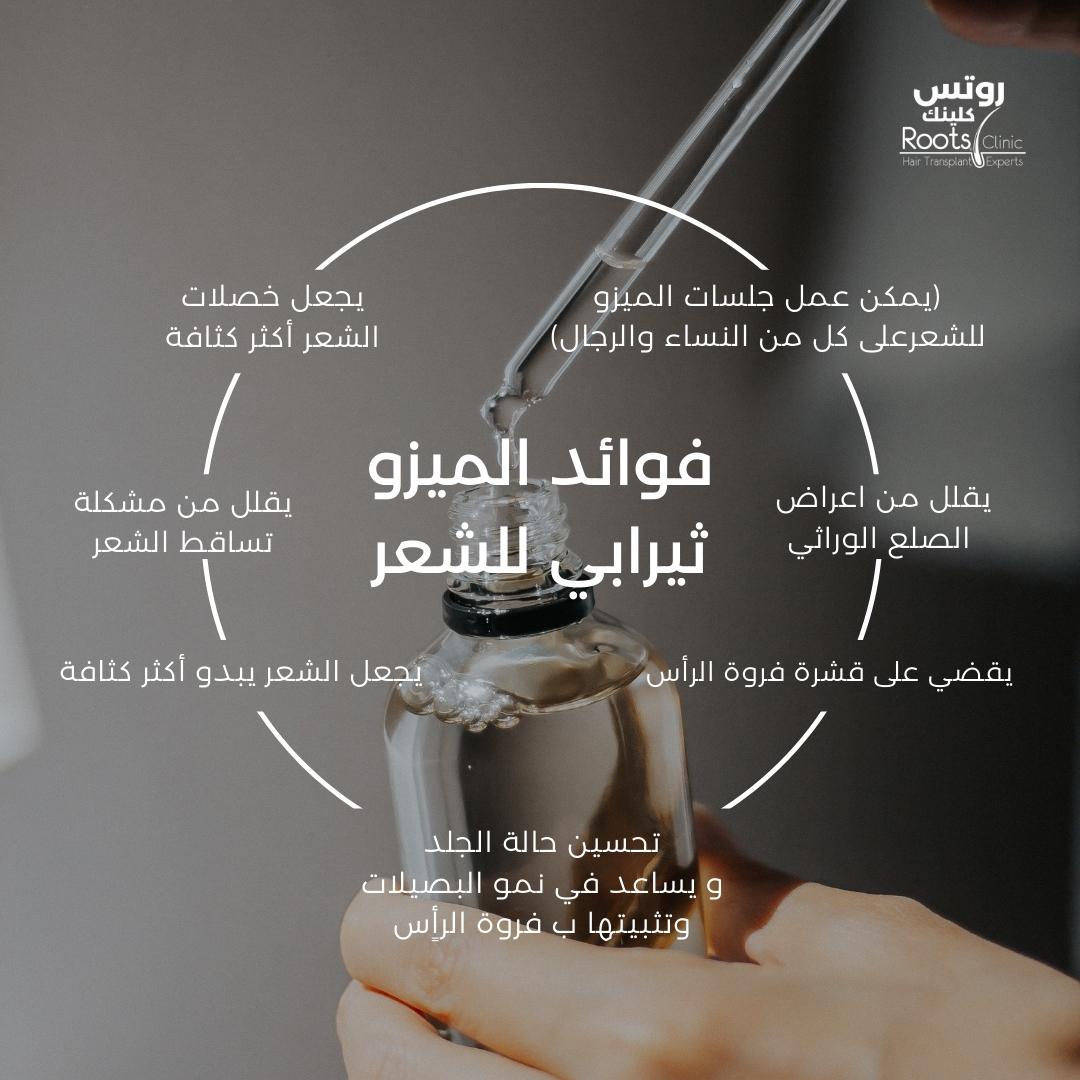 روتس
كلينك
Roots Clinic
Hair Transplant Experts
(يمكن عمل جلسات الميزو
للشعرعلى كل من النساء والرجال)
يجعل خصلات
الشعر أكثر كثافة
فوائد الميزو
ثيرابي للشعر
يقلل من اعراض
الصلع الوراثي
يقلل من مشكلة
تساقط الشعر
يقضي على قشرة فروة الرأس
يجعل الشعر يبدو أكثر كثافة
تحسين حالة الجلد
و يساعد في نمو البصيلات
وتثبيتها ب فروة الرأٍس